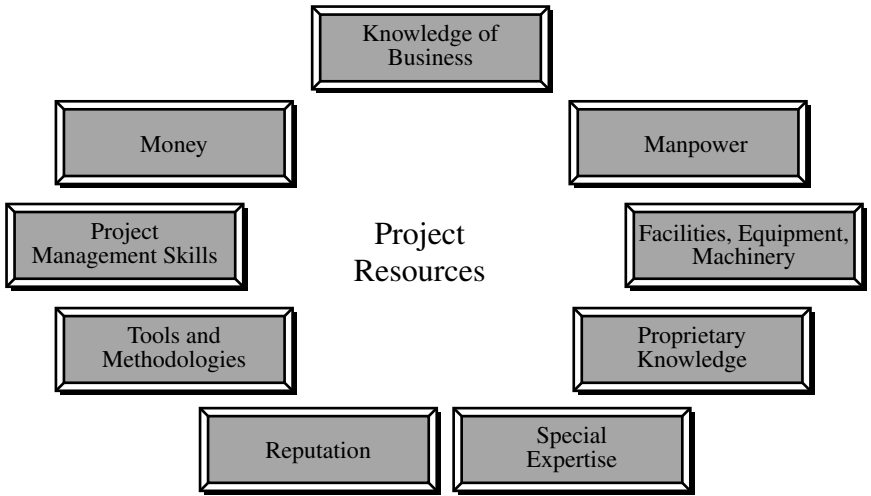 Knowledge of
Business
Money
Manpower
Project
Management Skills
Project
Resources
Facilities, Equipment,
Machinery
Tools and
Methodologies
Proprietary
Knowledge
Reputation
Special
Expertise